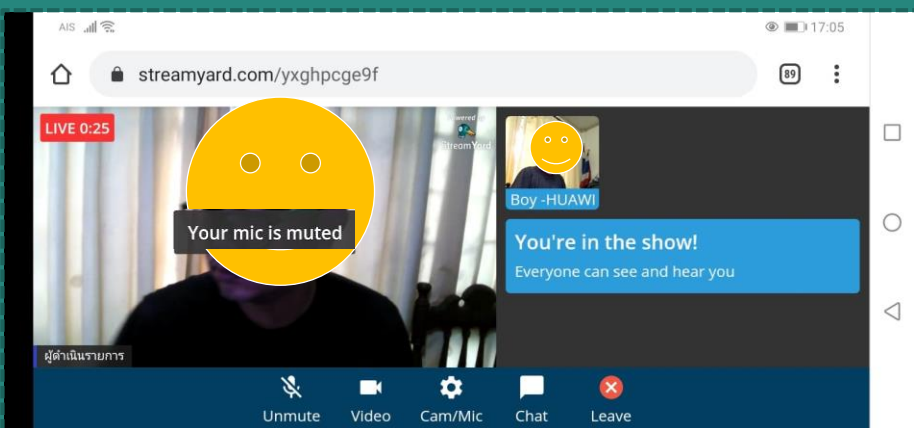 AIS 17:05
streamyard.com/yxghpcge9f
89
LIVE 0:25
Powered by
StreamYard
Your mic is muted
ผู้ดำเนินรายการ
Boy -HUAWI
You're in the show!
Everyone can see and hear you
Unmute Video Cam/Mic Chat Leave